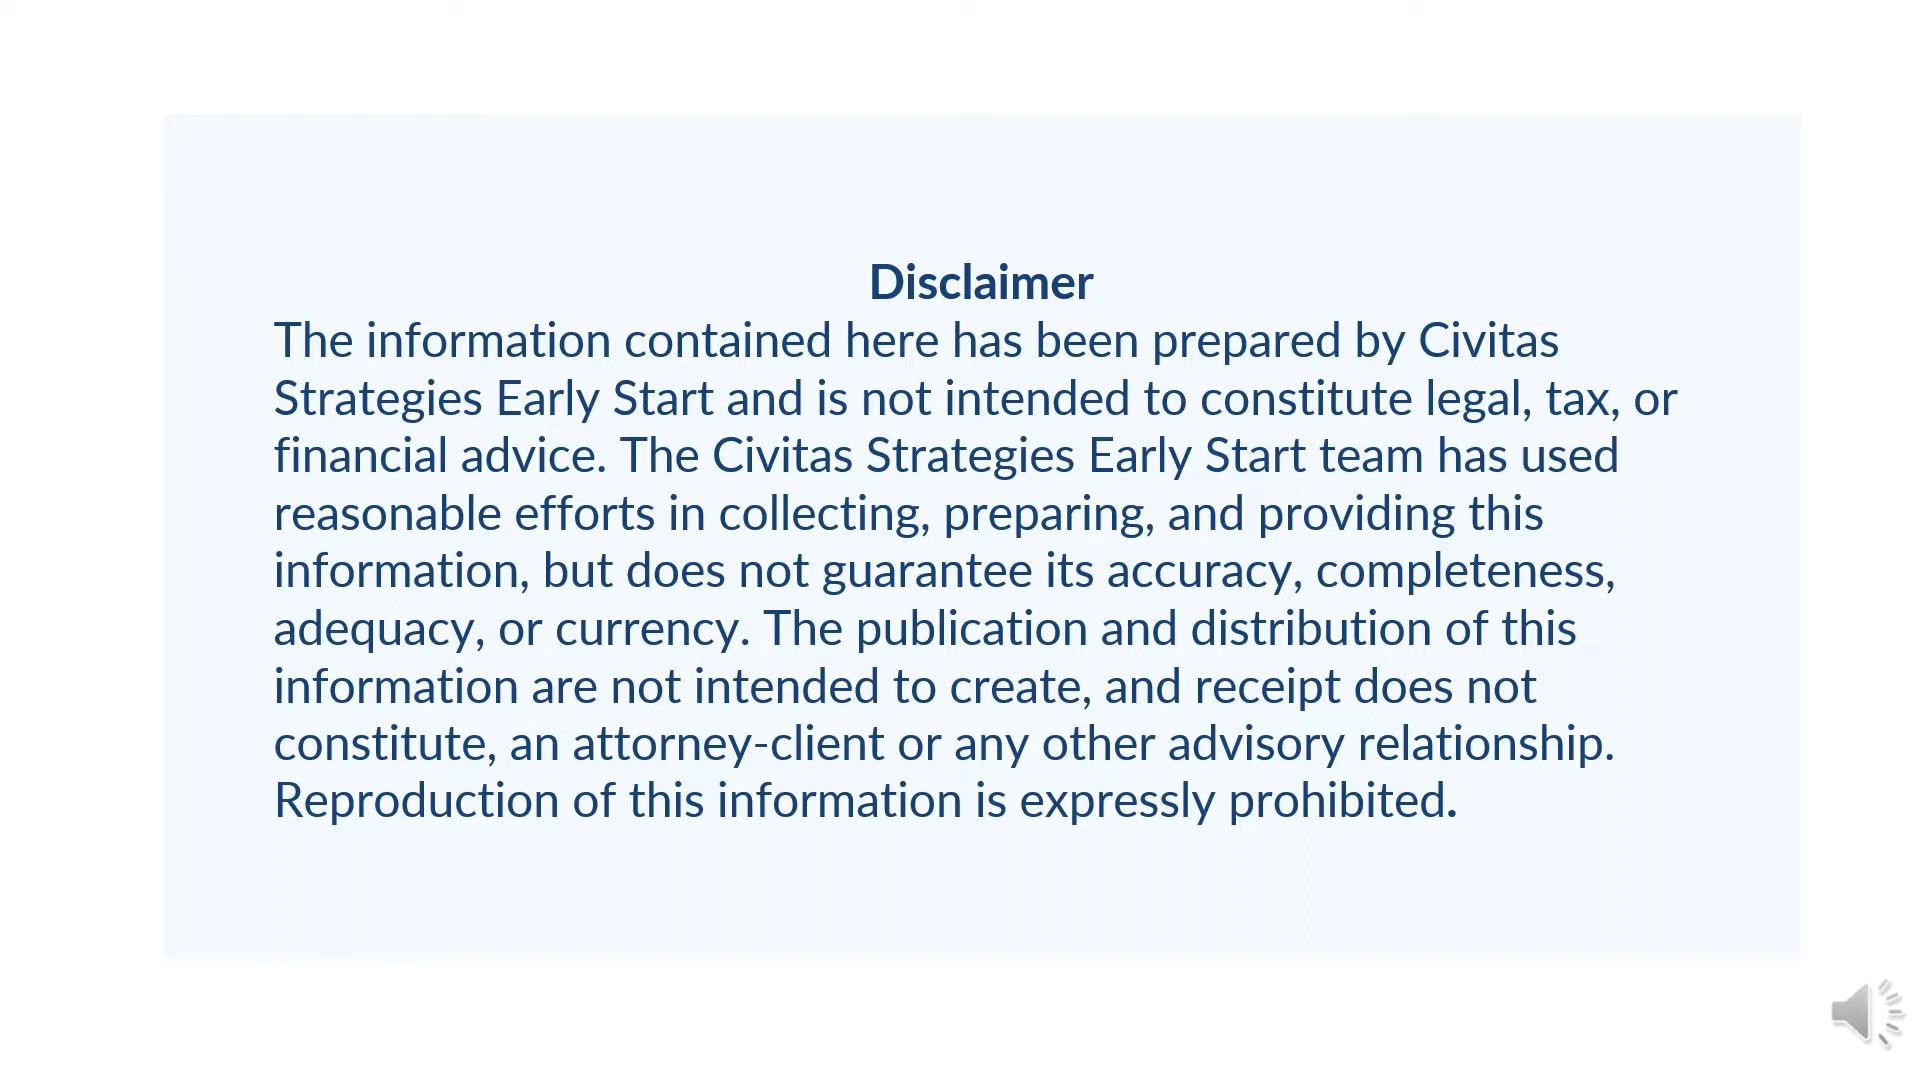 Disclaimer
The information contained here has been prepared by Civitas
Strategies Early Start and is not intended to constitute legal, tax, or
financial advice. The Civitas Strategies Early Start team has used
reasonable efforts in collecting, preparing, and providing this
information, but does not guarantee its accuracy, completeness,
adequacy, or currency. The publication and distribution of this
information are not intended to create, and receipt does not
constitute, an attorney-client or any other advisory relationship.
Reproduction of this information is expressly prohibited.